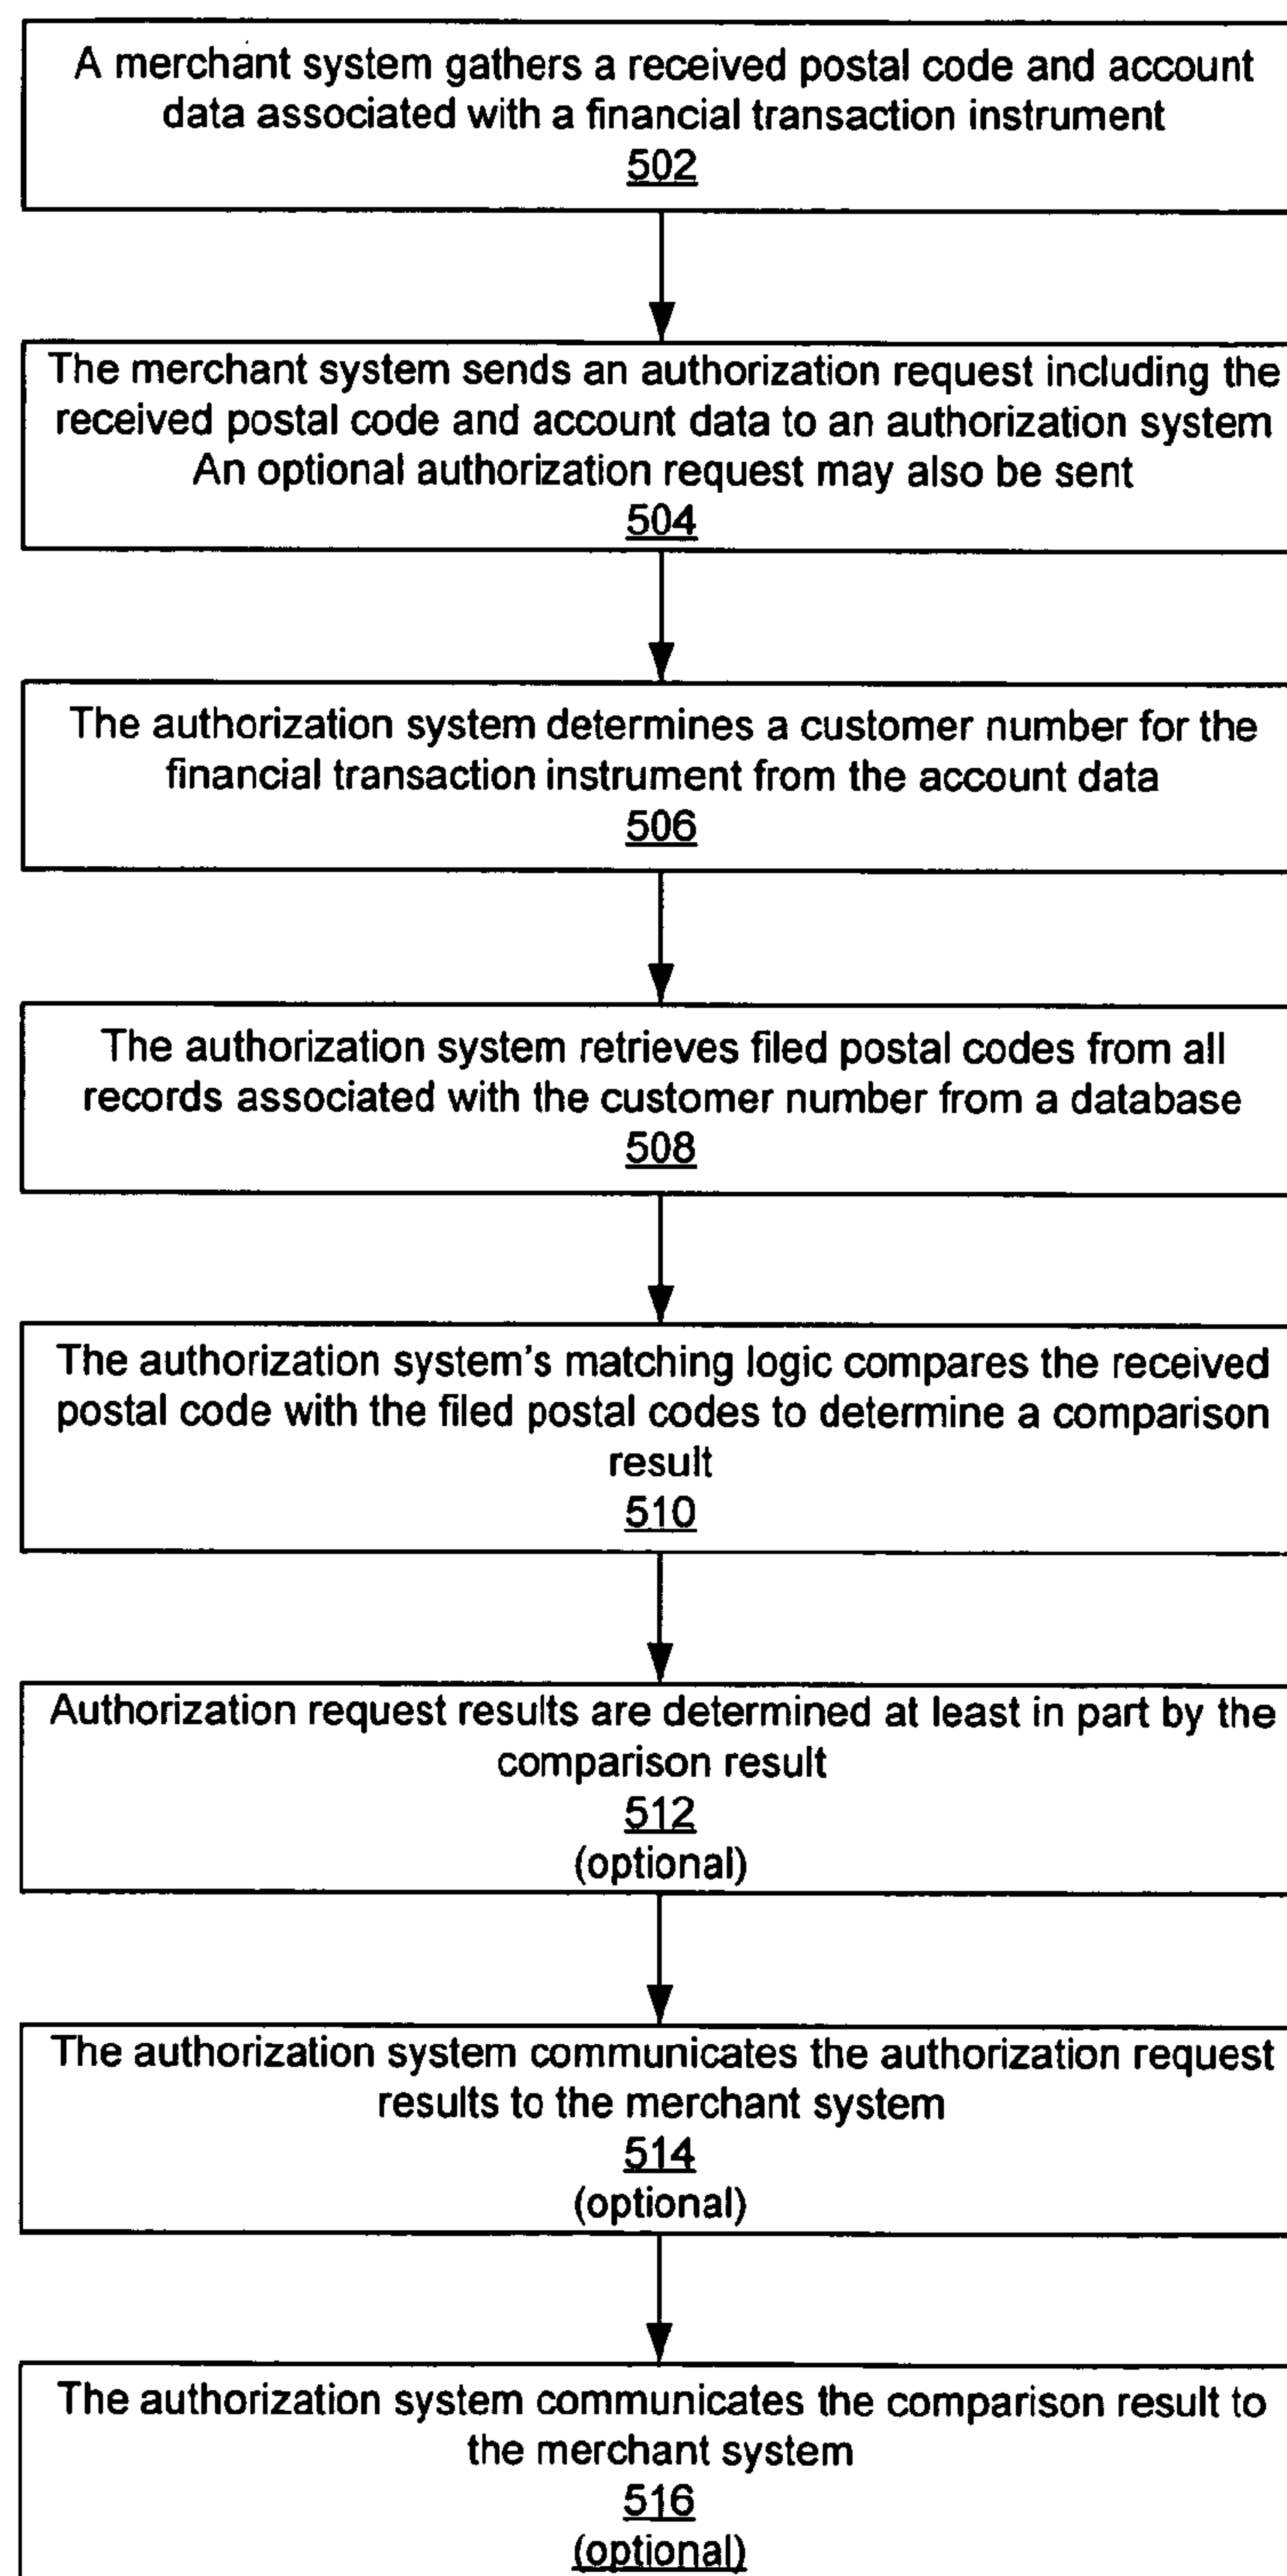 A merchant system gathers a received postal code and account
data associated with a financial transaction instrument
502
The merchant system sends an authorization request including the
received postal code and account data to an authorization system
An optional authorization request may also be sent
504
The authorization system determines a customer number for the
financial transaction instrument from the account data
506
The authorization system retrieves filed postal codes from all
records associated with the customer number from a database
508
The authorization system's matching logic compares the received
postal code with the filed postal codes to determine a comparison
result
510
Authorization request results are determined at least in part by the
comparison result
512
(optional)
The authorization system communicates the authorization request
results to the merchant system
514
(optional)
The authorization system communicates the comparison result to
the merchant system
516
(optional)